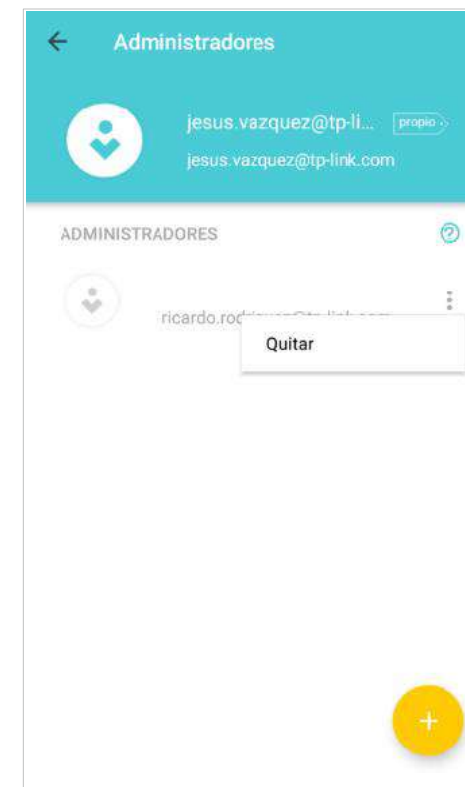 Administradores
jesus.vazquez@tp-li... propio
jesus.vazquez@tp-link.com
ADMINISTRADORES
Quitar